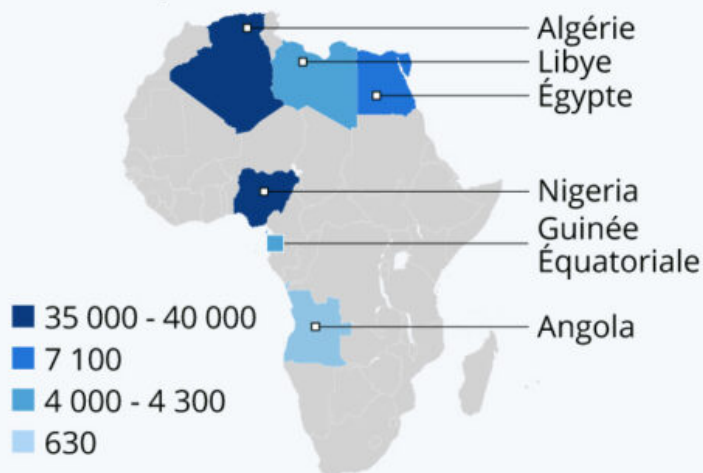 Algérie
Libye
Égypte
Nigeria
Guinée
Équatoriale
Angola
35 000 - 40 000
7 100
4 000 - 4 300
630